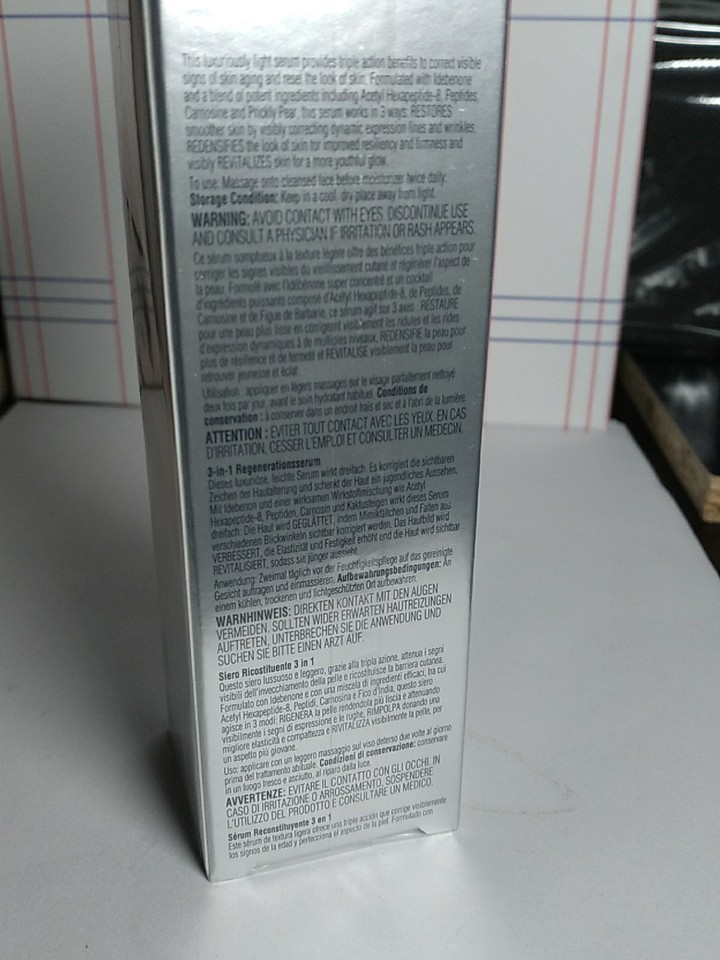 This luxuriously light serum provides triple action benefits to correct visible
signs of skin aging and reset the look of skin. Formulated with Idebenone
and a blend of potent ingredients including Acetyl Hexapeptide-8, Peptides,
Carnosine and Prickly Pear, this serum works in 3 ways: RESTORES
smoother skin by visibly correcting dynamic expression lines and wrinkles.
REDENSIFIES the look of skin for improved resiliency and firmness and
visibly REVITALIZES skin for a more youthful glow.
To use: Massage onto cleansed face before moisturizer twice daily.
Storage Condition: Keep in a cool, dry place away from light.
WARNING: AVOID CONTACT WITH EYES. DISCONTINUE USE
AND CONSULT A PHYSICIAN IF IRRITATION OR RASH APPEARS.
Ce sérum somptueux à la texture légère offre des bénéfices triple action pour
corriger les signes visibles du vieillissement cutané et régénérer l'aspect de
la peau. Formulé avec l'Idébénone super concentré et un cocktail
d'ingrédients puissants composé d'Acétyl Hexapeptide-8, de Peptides, de
Carnosine et de Figue de Barbarie, ce sérum agit sur 3 axes : RESTAURE
pour une peau plus lisse en corrigeant visiblement les ridules et les rides
d'expression dynamiques à de multiples niveaux, REDENSIFIE la peau pour
plus de résilience et de fermeté et REVITALISE visiblement la peau pour
retrouver jeunesse et éclat.
Utilisation : appliquer en légers massages sur le visage parfaitement nettoyé
deux fois par jour, avant le soin hydratant habituel. Conditions de
conservation : à conserver dans un endroit frais et sec et à l'abri de la lumière.
ATTENTION : EVITER TOUT CONTACT AVEC LES YEUX. EN CAS
D'IRRITATION, CESSER L'EMPLOI ET CONSULTER UN MEDECIN.
3-in-1 Regenerationsserum
Dieses luxuriöse, leichte Serum wirkt dreifach. Es korrigiert die sichtbaren
Zeichen der Hautalterung und schenkt der Haut ein jugendliches Aussehen.
Mit Idebenon und einer wirksamen Wirkstoffmischung wie Acetyl
Hexapeptide-8, Peptiden, Carnosin und Kaktusfeigen wirkt dieses Serum
dreifach. Die Haut wird GEGLÄTTET, indem Mimikfältchen und Falten aus
verschiedenen Blickwinkeln sichtbar korrigiert werden. Das Hautbild wird
VERBESSERT, die Elastizität und Festigkeit erhöht und die Haut wird sichtbar
REVITALISIERT, sodass sie jünger aussieht.
Anwendung: Zweimal täglich vor der Feuchtigkeitspflege auf das gereinigte
Gesicht auftragen und einmassieren. Aufbewahrungsbedingungen: An
einem kühlen, trockenen und lichtgeschützten Ort aufbewahren.
WARNHINWEIS: DIREKTEN KONTAKT MIT DEN AUGEN
VERMEIDEN. SOLLTEN WIDER ERWARTEN HAUTREIZUNGEN
AUFTRETEN, UNTERBRECHEN SIE DIE ANWENDUNG UND
SUCHEN SIE BITTE EINEN ARZT AUF.
Siero Ricostituente 3 in 1
Questo siero lussuoso e leggero, grazie alla tripla azione, attenua i segni
visibili dell'invecchiamento della pelle e ricostituisce la barriera cutanea.
Formulato con Idebenone e con una miscela di ingredienti efficaci, tra cui
Acetyl Hexapeptide-8, Peptidi, Carnosina e Fico d'India, questo siero
agisce in 3 modi: RIGENERA la pelle rendendola più liscia e attenuando
visibilmente i segni di espressione e le rughe, RIMPOLPA donando una
migliore elasticità e compattezza e RIVITALIZZA visibilmente la pelle, per
un aspetto più giovane.
Uso: applicare con un leggero massaggio sul viso deterso due volte al giorno
prima del trattamento abituale. Condizioni di conservazione: conservare
in un luogo fresco e asciutto, al riparo dalla luce.
AVVERTENZE: EVITARE IL CONTATTO CON GLI OCCHI. IN
CASO DI IRRITAZIONE O ARROSSAMENTO, SOSPENDERE
L'UTILIZZO DEL PRODOTTO E CONSULTARE UN MEDICO.
Sérum Reconstituyente 3 en 1
Este sérum de textura ligera ofrece una triple acción que corrige visiblemente
los signos de la edad y perfecciona el aspecto de la piel. Formulado con